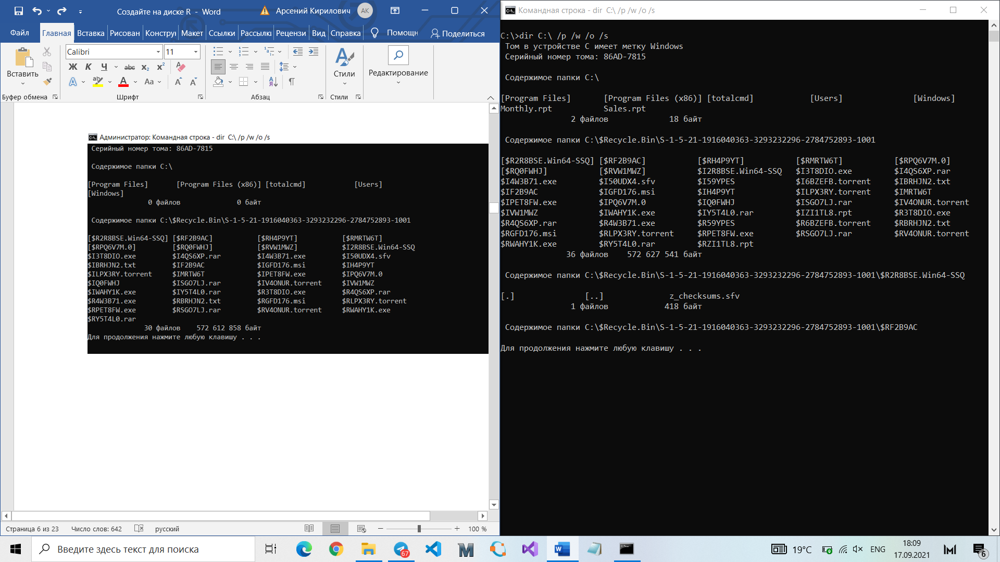 Создайте на диске R - Word
Арсений Кирилович
АК
Файл Главная Вставка Рисован Констру Макет Ссылки Рассылкі Рецензи Вид Справка Помощн Поделиться
Вставить
Calibri 11
Ж К Ч abc x₂ x²
Aa
Стили
Редактирование
Буфер обмена Шрифт Абзац Стили
Администратор: Командная строка - dir C:\ /p /w /o /s
Серийный номер тома: 86AD-7815
Содержимое папки C:\
[Program Files] [Program Files (x86)] [totalcmd] [Users]
[Windows]
0 файлов 0 байт
Содержимое папки C:\$Recycle.Bin\S-1-5-21-1916040363-3293232296-2784752893-1001
[$R2R8BSE.Win64-SSQ] [$RF2B9AC] [$RH4P9YT] [$RMRTW6T]
[$RPQ6V7M.0] [$RQ0FWHJ] [$RVW1MWZ] $I2R8BSE.Win64-SSQ
$I3T8DIO.exe $I4QS6XP.rar $I4W3B71.exe $I50UDX4.sfv
$IBRHJN2.txt $IF2B9AC $IGFD176.msi $IH4P9YT
$ILPX3RY.torrent $IMRTW6T $IPET8FW.exe $IPQ6V7M.0
$IQ0FWHJ $ISGO7LJ.rar $IV4ONUR.torrent $IVW1MWZ
$IWAHY1K.exe $IY5T4L0.rar $R3T8DIO.exe $R4QS6XP.rar
$R4W3B71.exe $RBRHJN2.txt $RGFD176.msi $RLPX3RY.torrent
$RPET8FW.exe $RSGO7LJ.rar $RV4ONUR.torrent $RWAHY1K.exe
$RY5T4L0.rar
30 файлов 572 612 858 байт
Для продолжения нажмите любую клавишу . . .
Страница 6 из 23 Число слов: 642 русский 100 %
Командная строка - dir C:\ /p /w /o /s
C:\>dir C:\ /p /w /o /s
Том в устройстве C имеет метку Windows
Серийный номер тома: 86AD-7815
Содержимое папки C:\
[Program Files] [Program Files (x86)] [totalcmd] [Users] [Windows]
Monthly.rpt Sales.rpt
2 файлов 18 байт
Содержимое папки C:\$Recycle.Bin\S-1-5-21-1916040363-3293232296-2784752893-1001
[$R2R8BSE.Win64-SSQ] [$RF2B9AC] [$RH4P9YT] [$RMRTW6T] [$RPQ6V7M.0]
[$RQ0FWHJ] [$RVW1MWZ] $I2R8BSE.Win64-SSQ $I3T8DIO.exe $I4QS6XP.rar
$I4W3B71.exe $I50UDX4.sfv $I59YPES $I6BZEFB.torrent $IBRHJN2.txt
$IF2B9AC $IGFD176.msi $IH4P9YT $ILPX3RY.torrent $IMRTW6T
$IPET8FW.exe $IPQ6V7M.0 $IQ0FWHJ $ISGO7LJ.rar $IV4ONUR.torrent
$IVW1MWZ $IWAHY1K.exe $IY5T4L0.rar $IZI1TL8.rpt $R3T8DIO.exe
$R4QS6XP.rar $R4W3B71.exe $R59YPES $R6BZEFB.torrent $RBRHJN2.txt
$RGFD176.msi $RLPX3RY.torrent $RPET8FW.exe $RSGO7LJ.rar $RV4ONUR.torrent
$RWAHY1K.exe $RY5T4L0.rar $RZI1TL8.rpt
36 файлов 572 627 541 байт
Содержимое папки C:\$Recycle.Bin\S-1-5-21-1916040363-3293232296-2784752893-1001\$R2R8BSE.Win64-SSQ
[.] [..] z_checksums.sfv
1 файлов 418 байт
Содержимое папки C:\$Recycle.Bin\S-1-5-21-1916040363-3293232296-2784752893-1001\$RF2B9AC
Для продолжения нажмите любую клавишу . . .
Введите здесь текст для поиска
67
19°C
ENG
18:09
17.09.2021
6